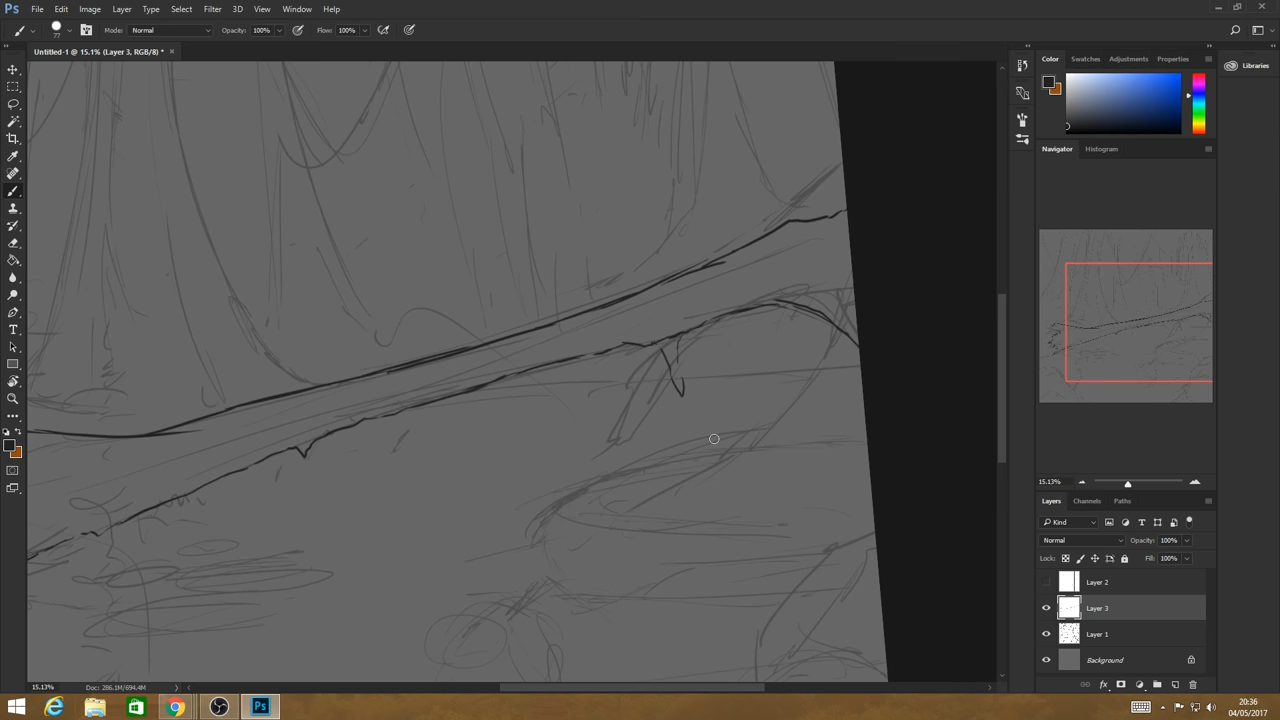 Ps File Edit Image Layer Type Select Filter 3D View Window Help
77 Mode: Normal Opacity: 100% Flow: 100%
Untitled-1 @ 15.1% (Layer 3, RGB/8) * ×
Color Swatches Adjustments Properties
Libraries
Navigator Histogram
15.13%
Layers Channels Paths
Kind
Normal Opacity: 100%
Lock: Fill: 100%
Layer 2
Layer 3
Layer 1
Background
15.13% Doc: 286.1M/694.4M
Ps
20:36
04/05/2017